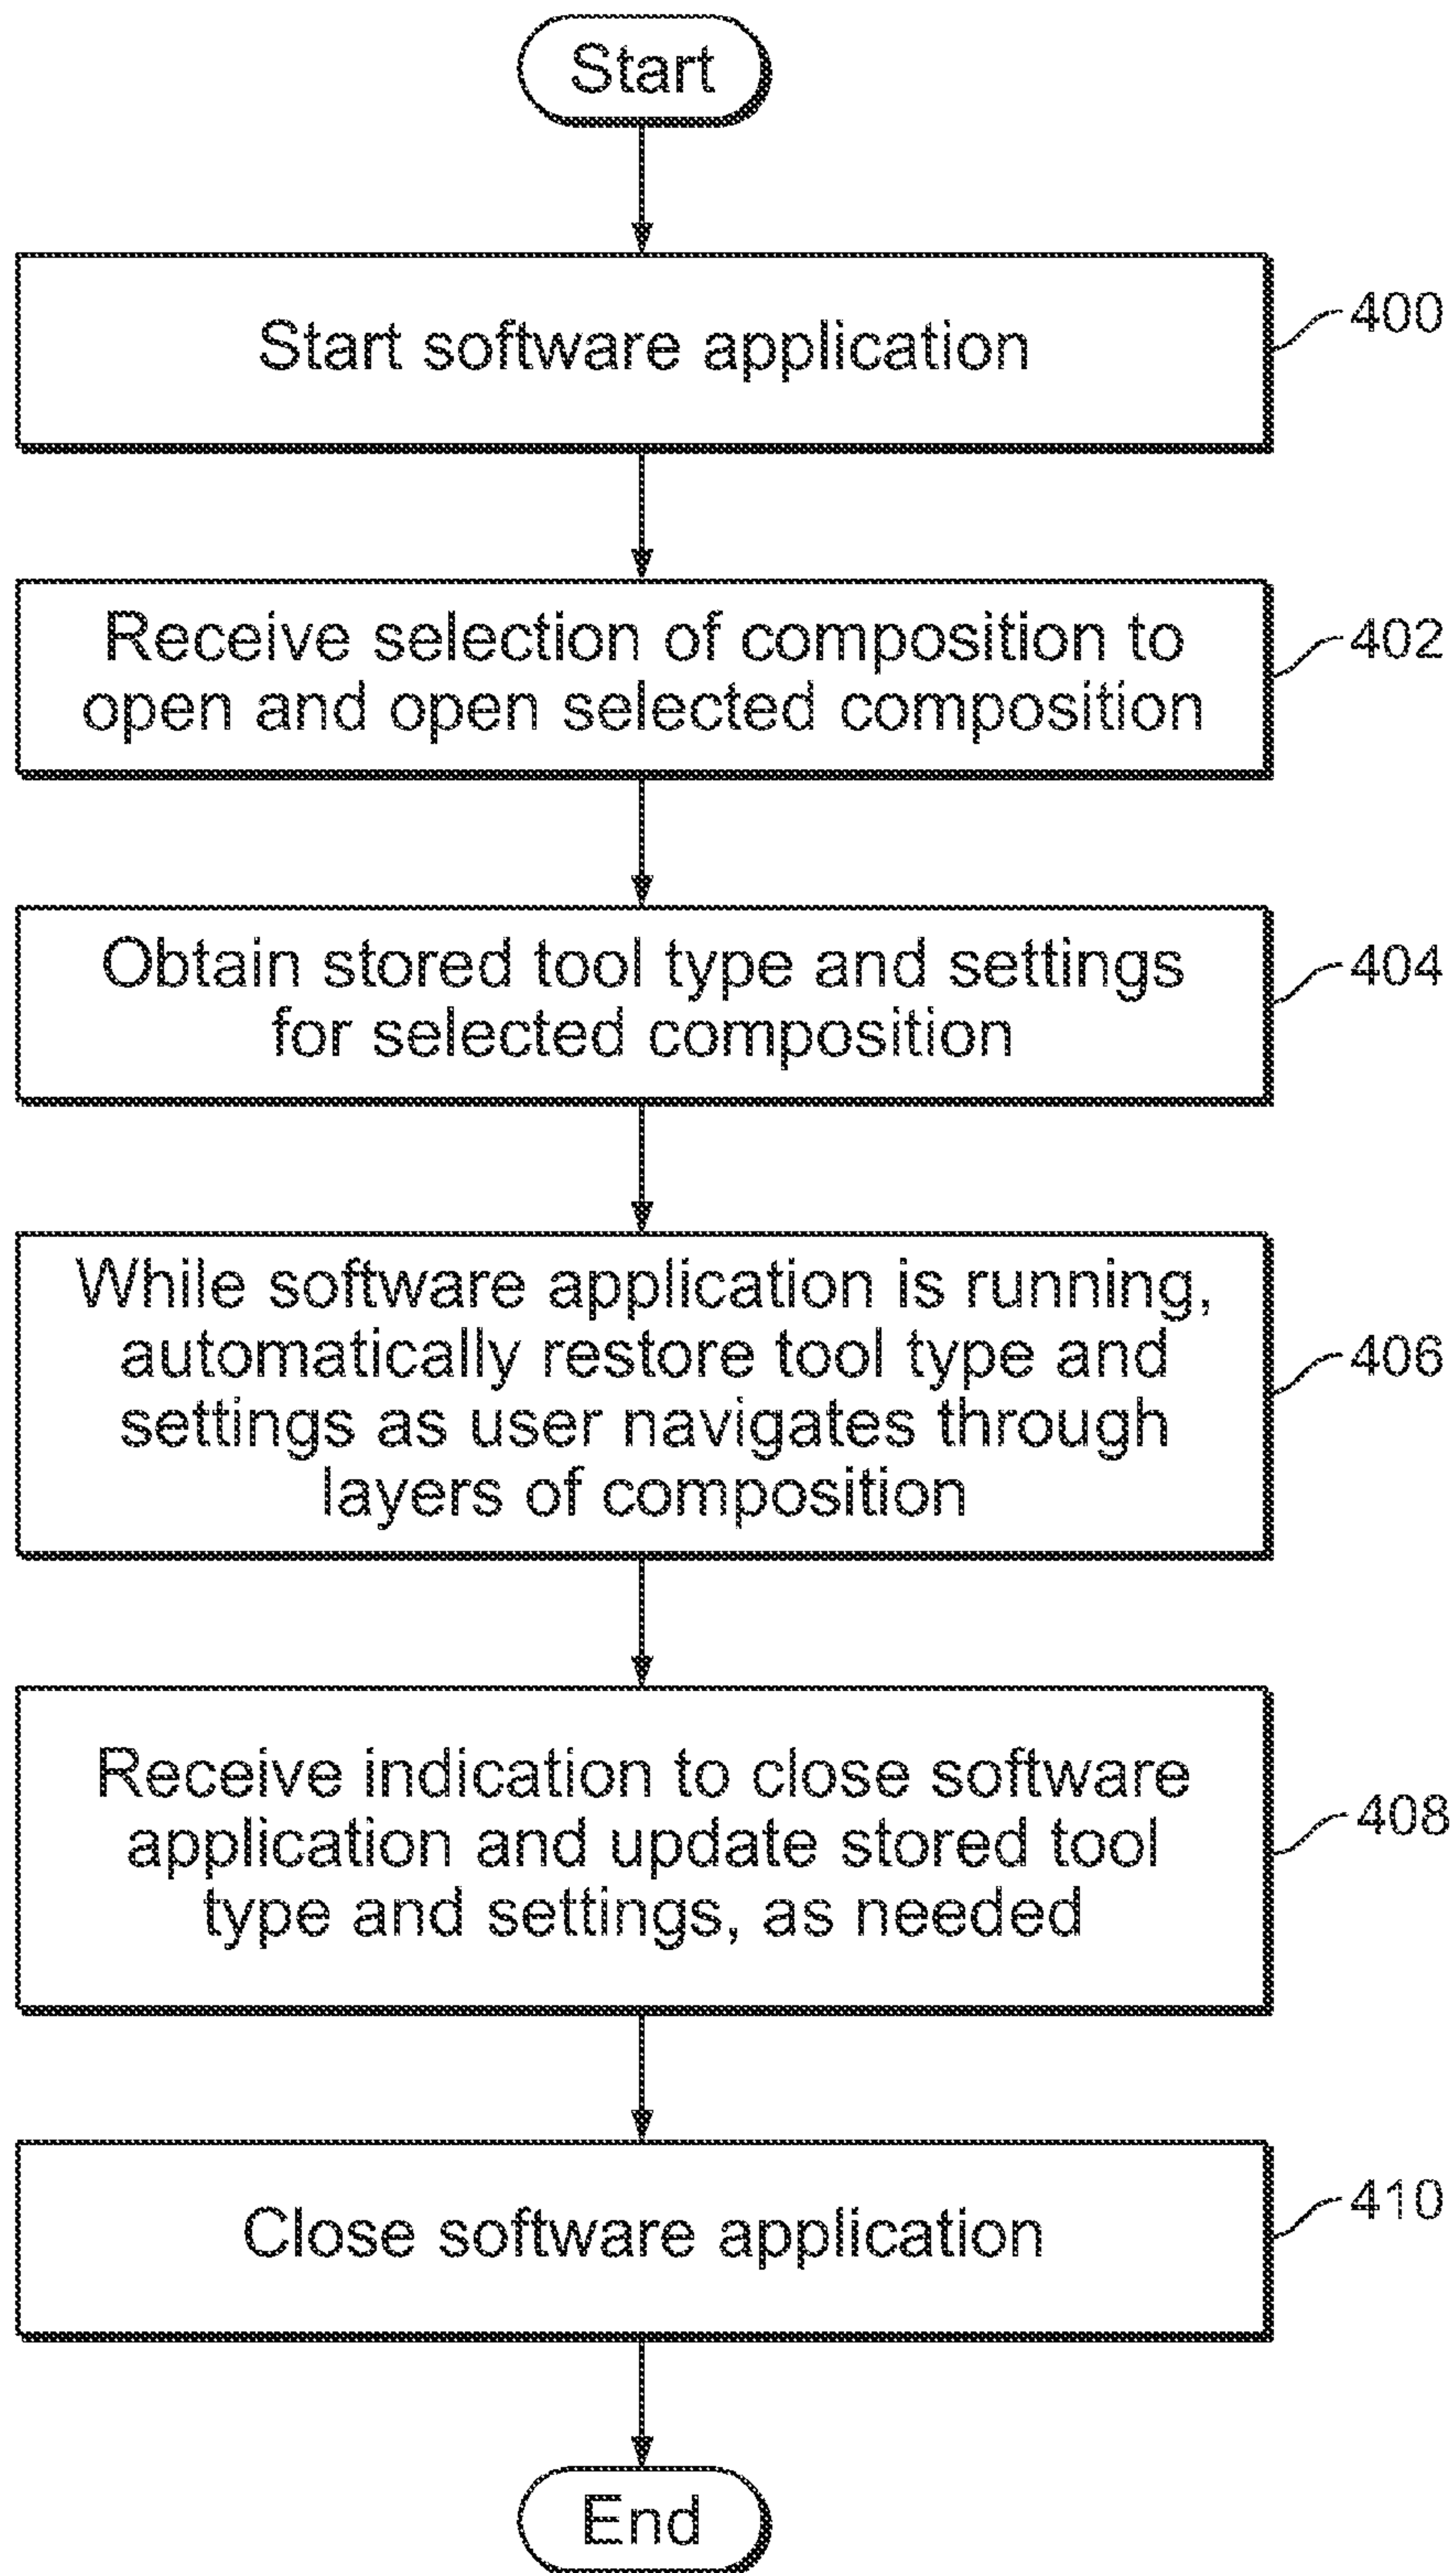 Start
Start software application
400
Receive selection of composition to
open and open selected composition
402
Obtain stored tool type and settings
for selected composition
404
While software application is running,
automatically restore tool type and
settings as user navigates through
layers of composition
406
Receive indication to close software
application and update stored tool
type and settings, as needed
408
Close software application
410
End